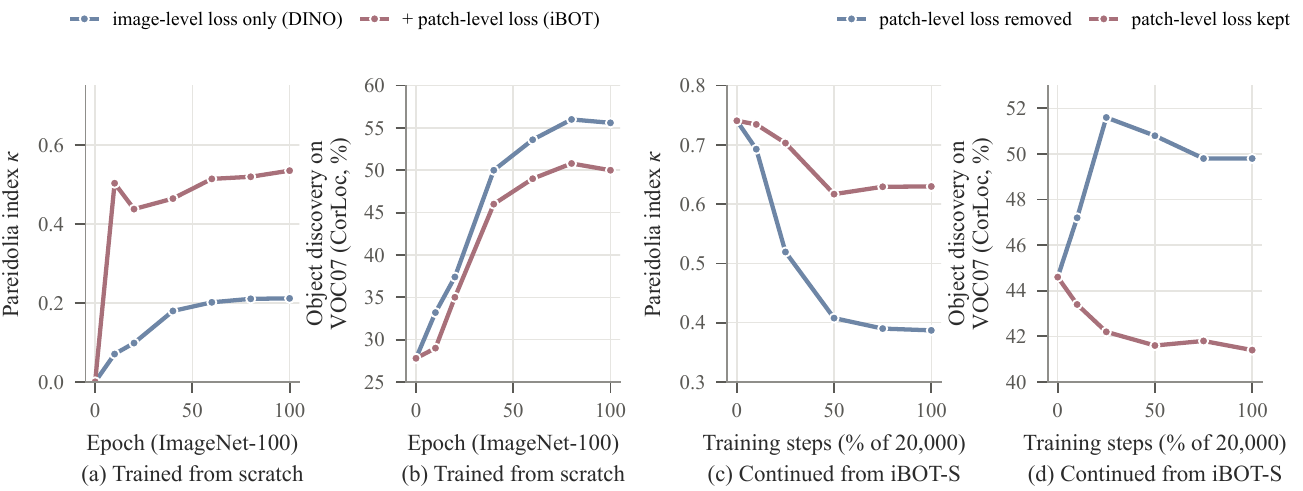 image-level loss only (DINO)
+ patch-level loss (iBOT)
patch-level loss removed
patch-level loss kept
Pareidolia index κ
0.6
0.4
0.2
0.0
0
50
100
Epoch (ImageNet-100)
(a) Trained from scratch
Object discovery on
VOC07 (CorLoc, %)
60
55
50
45
40
35
30
25
0
50
100
Epoch (ImageNet-100)
(b) Trained from scratch
Pareidolia index κ
0.8
0.7
0.6
0.5
0.4
0.3
0
50
100
Training steps (% of 20,000)
(c) Continued from iBOT-S
Object discovery on
VOC07 (CorLoc, %)
52
50
48
46
44
42
40
0
50
100
Training steps (% of 20,000)
(d) Continued from iBOT-S